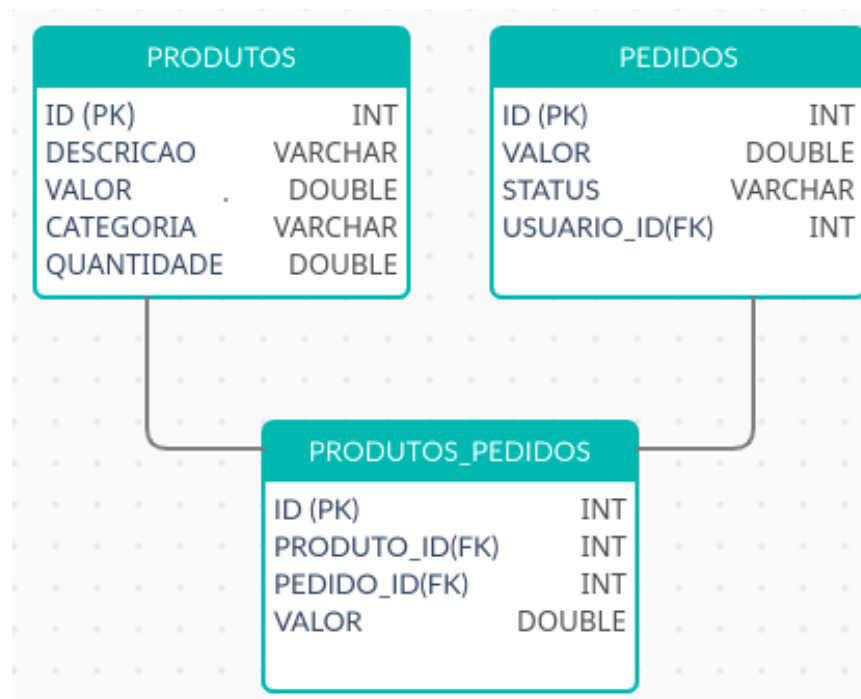 PRODUTOS
ID (PK) INT
DESCRICAO VARCHAR
VALOR . DOUBLE
CATEGORIA VARCHAR
QUANTIDADE DOUBLE
PEDIDOS
ID (PK) INT
VALOR DOUBLE
STATUS VARCHAR
USUARIO_ID(FK) INT
PRODUTOS_PEDIDOS
ID (PK) INT
PRODUTO_ID(FK) INT
PEDIDO_ID(FK) INT
VALOR DOUBLE